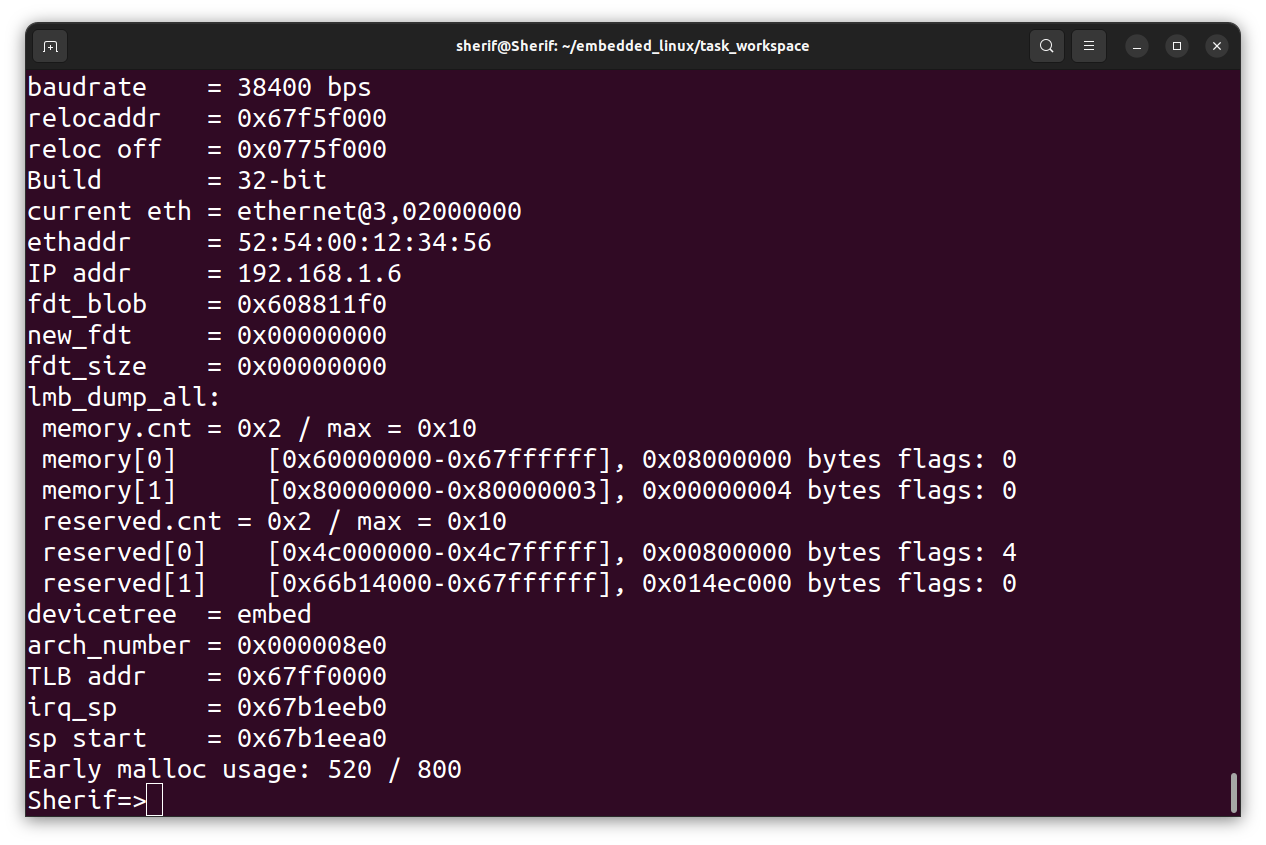 sherif@Sherif: ~/embedded_linux/task_workspace
baudrate    = 38400 bps
relocaddr   = 0x67f5f000
reloc off   = 0x0775f000
Build       = 32-bit
current eth = ethernet@3,02000000
ethaddr     = 52:54:00:12:34:56
IP addr     = 192.168.1.6
fdt_blob    = 0x608811f0
new_fdt     = 0x00000000
fdt_size    = 0x00000000
lmb_dump_all:
 memory.cnt = 0x2 / max = 0x10
 memory[0]      [0x60000000-0x67ffffff], 0x08000000 bytes flags: 0
 memory[1]      [0x80000000-0x80000003], 0x00000004 bytes flags: 0
 reserved.cnt = 0x2 / max = 0x10
 reserved[0]    [0x4c000000-0x4c7fffff], 0x00800000 bytes flags: 4
 reserved[1]    [0x66b14000-0x67ffffff], 0x014ec000 bytes flags: 0
devicetree  = embed
arch_number = 0x000008e0
TLB addr    = 0x67ff0000
irq_sp      = 0x67b1eeb0
sp start    = 0x67b1eea0
Early malloc usage: 520 / 800
Sherif=>